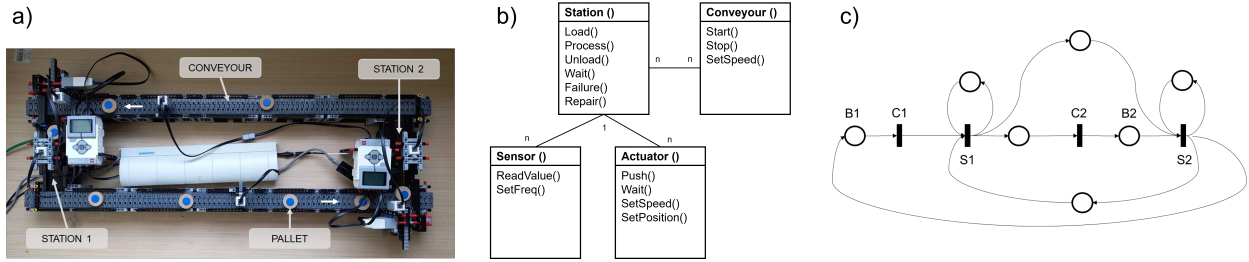 a)
CONVEYOUR
STATION 2
STATION 1
PALLET
b)
Station ()
Load()
Process()
Unload()
Wait()
Failure()
Repair()
Conveyour ()
Start()
Stop()
SetSpeed()
n
n
n
1
n
Sensor ()
ReadValue()
SetFreq()
Actuator ()
Push()
Wait()
SetSpeed()
SetPosition()
c)
B1
C1
C2
B2
S1
S2